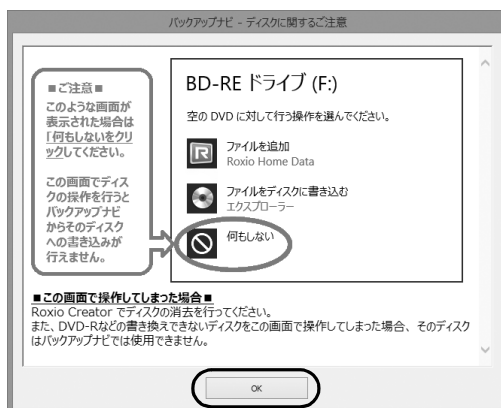 バックアップナビ - ディスクに関するご注意
■ご注意■
このような画面が
表示された場合は
「何もしないをクリ
ックしてください。
この画面でディス
クの操作を行うと
バックアップナビ
からそのディスク
への書き込みが
行えません。
BD-RE ドライブ (F:)
空の DVD に対して行う操作を選んでください。
ファイルを追加
Roxio Home Data
ファイルをディスクに書き込む
エクスプローラー
何もしない
■この画面で操作してしまった場合■
Roxio Creator でディスクの消去を行ってください。
また、DVD-Rなどの書き換えできないディスクをこの画面で操作してしまった場合、そのディスク
はバックアップナビでは使用できません。
OK